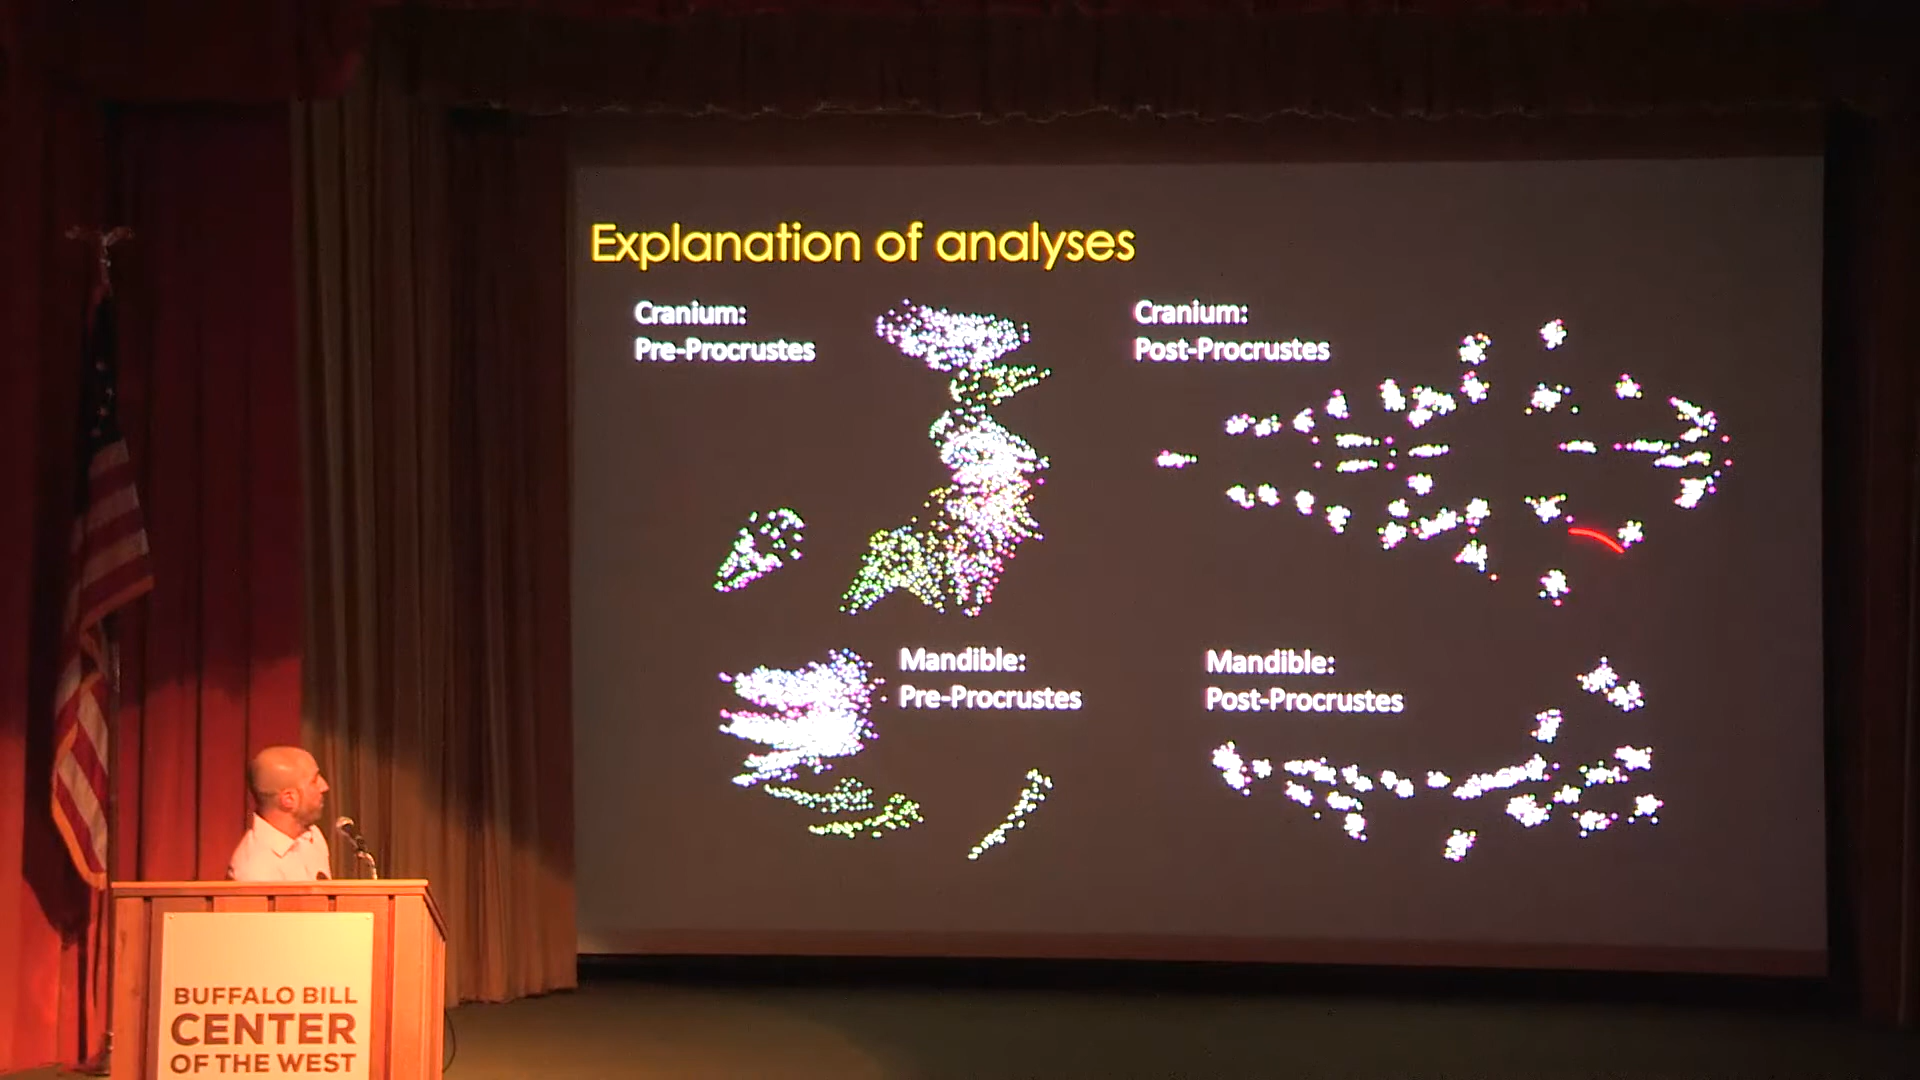 Explanation of analyses
Cranium:
Pre-Procrustes
Cranium:
Post-Procrustes
Mandible:
Pre-Procrustes
Mandible:
Post-Procrustes
BUFFALO BILL
CENTER
OF THE WEST